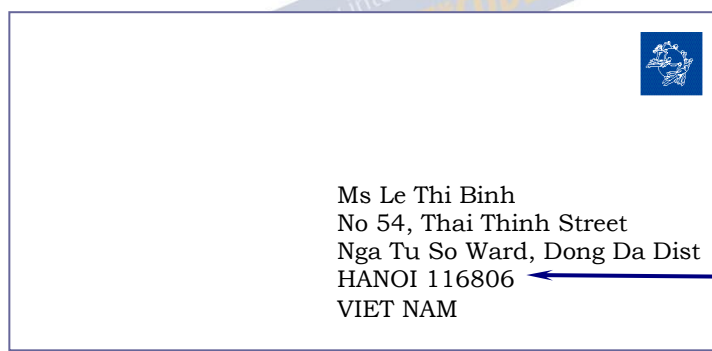 Ms Le Thi Binh
No 54, Thai Thinh Street
Nga Tu So Ward, Dong Da Dist
HANOI 116806
VIET NAM